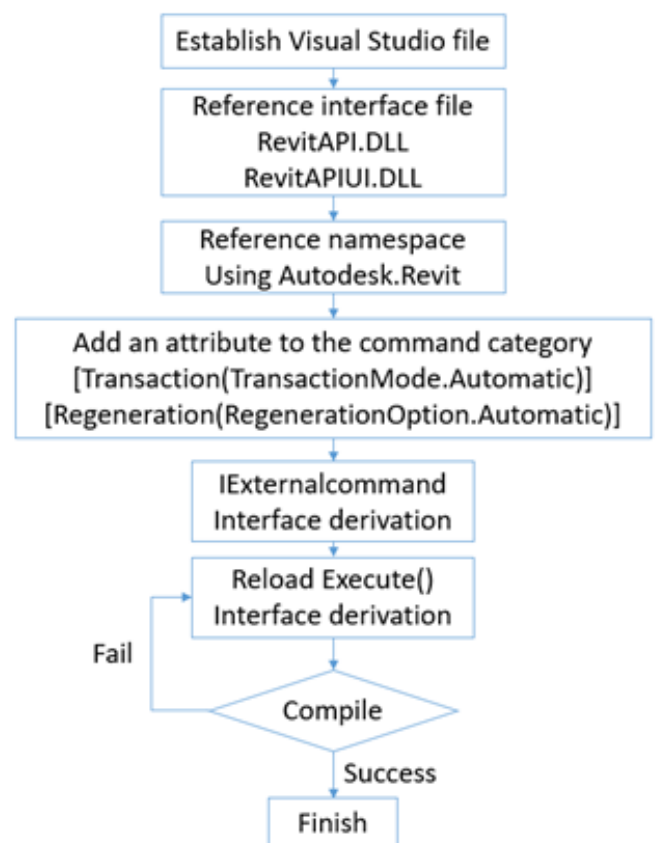 Establish Visual Studio file
Reference interface file
RevitAPI.DLL
RevitAPIUI.DLL
Reference namespace
Using Autodesk.Revit
Add an attribute to the command category
[Transaction(TransactionMode.Automatic)]
[Regeneration(RegenerationOption.Automatic)]
IExternalcommand
Interface derivation
Reload Execute()
Interface derivation
Fail
Compile
Success
Finish